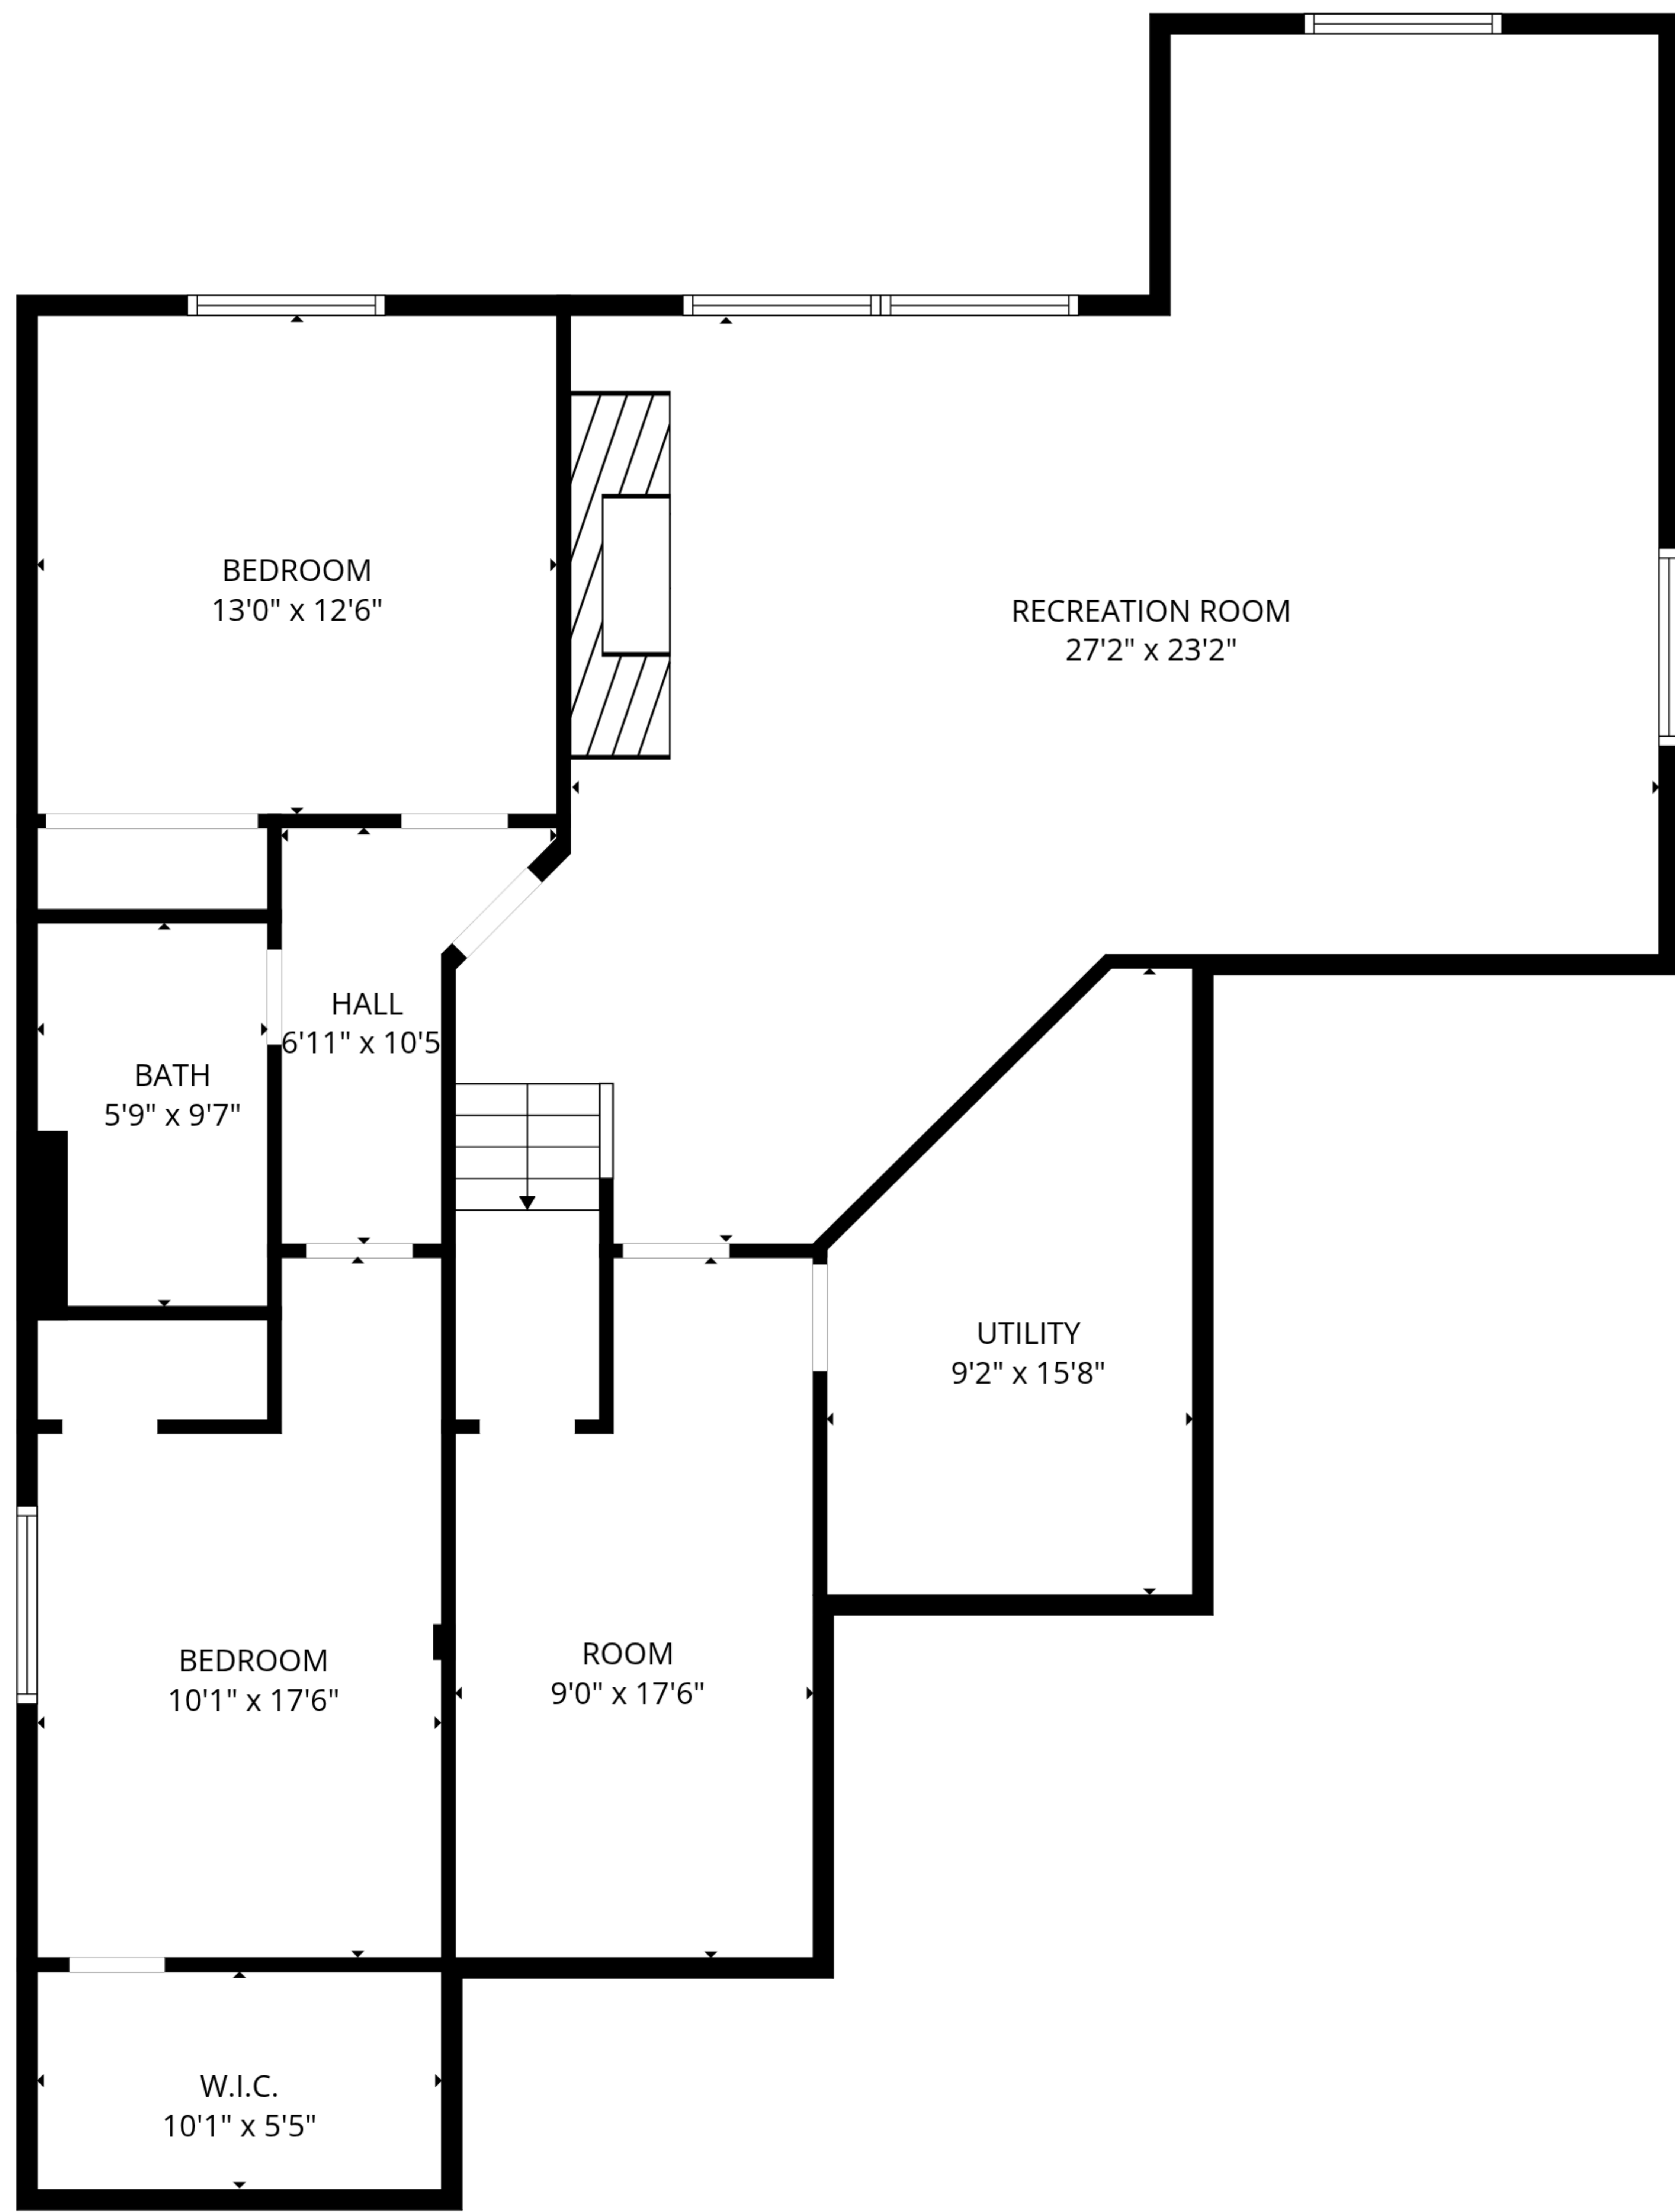 BEDROOM
13'0" x 12'6"
RECREATION ROOM
27'2" x 23'2"
HALL
6'11" x 10'5
BATH
5'9" x 9'7"
UTILITY
9'2" x 15'8"
BEDROOM
10'1" x 17'6"
ROOM
9'0" x 17'6"
W.I.C.
10'1" x 5'5"